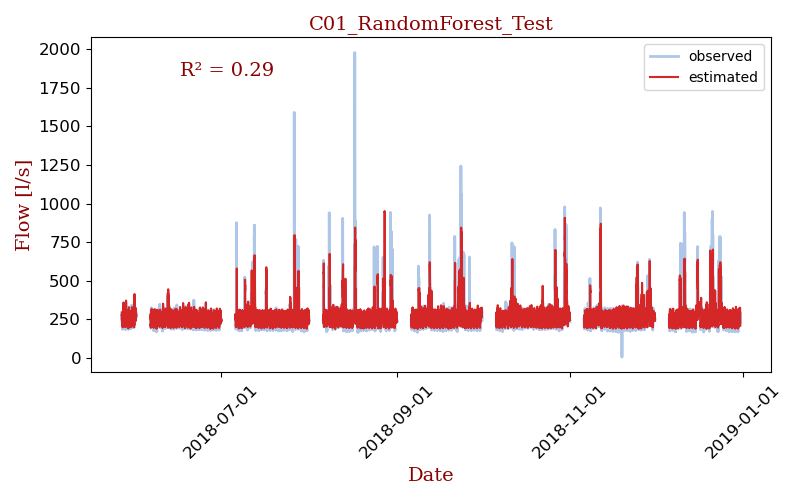 C01_RandomForest_Test
R² = 0.29
observed
estimated
Flow [l/s]
2000
1750
1500
1250
1000
750
500
250
0
2018-07-01
2018-09-01
2018-11-01
2019-01-01
Date